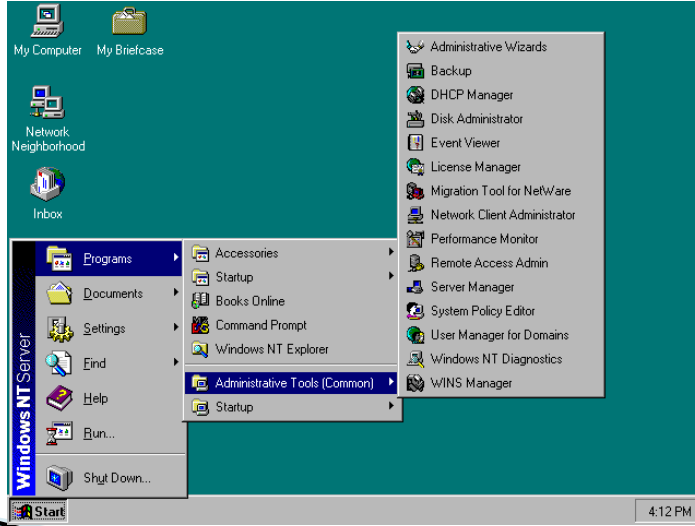 My Computer
My Briefcase
Network
Neighborhood
Inbox
Windows NT Server
Programs
Documents
Settings
Find
Help
Run...
Shut Down...
Accessories
Startup
Books Online
Command Prompt
Windows NT Explorer
Administrative Tools (Common)
Startup
Administrative Wizards
Backup
DHCP Manager
Disk Administrator
Event Viewer
License Manager
Migration Tool for NetWare
Network Client Administrator
Performance Monitor
Remote Access Admin
Server Manager
System Policy Editor
User Manager for Domains
Windows NT Diagnostics
WINS Manager
Start
4:12 PM